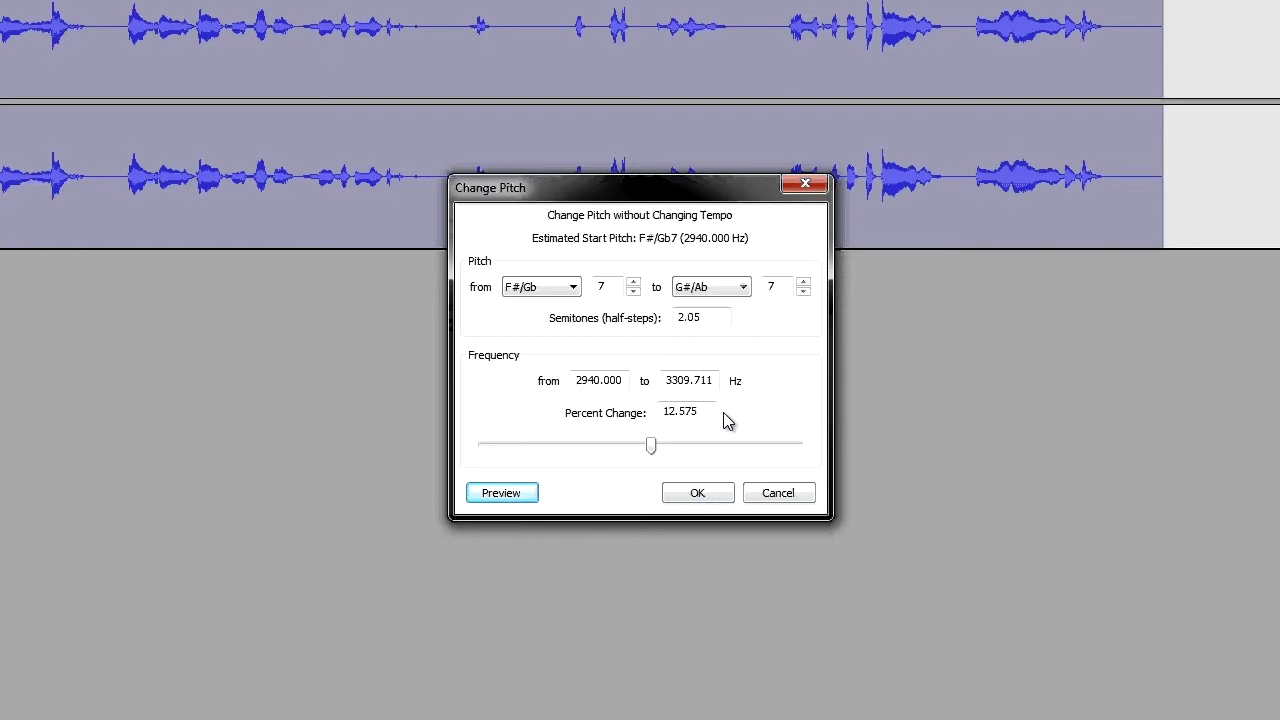 Change Pitch
Change Pitch without Changing Tempo
Estimated Start Pitch: F#/Gb7 (2940.000 Hz)
Pitch
from F#/Gb 7 to G#/Ab 7
Semitones (half-steps): 2.05
Frequency
from 2940.000 to 3309.711 Hz
Percent Change: 12.575
Preview OK Cancel